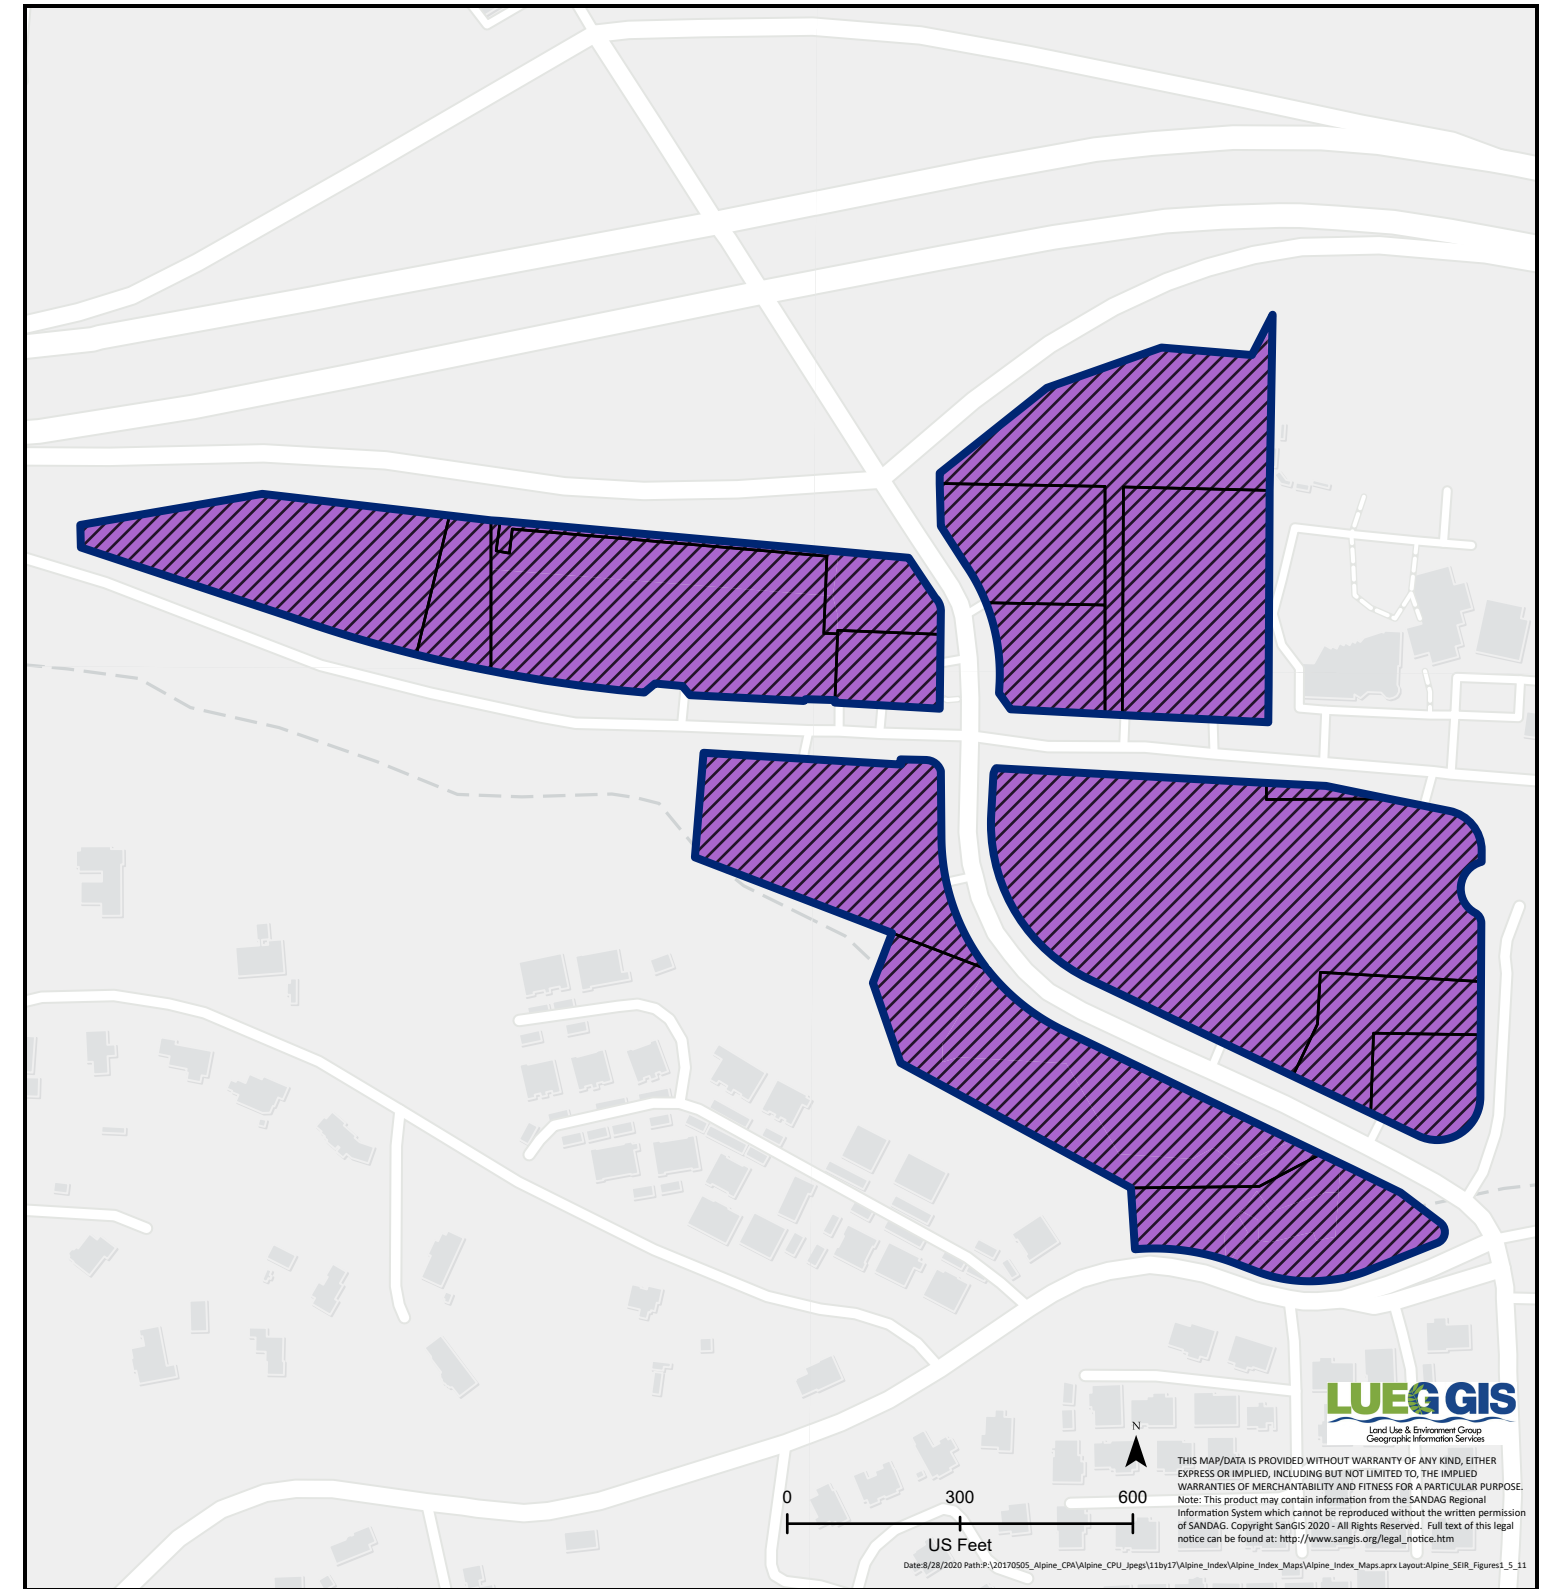 LUEG GIS
Land Use & Environment Group
Geographic Information Services
N
THIS MAP/DATA IS PROVIDED WITHOUT WARRANTY OF ANY KIND, EITHER
EXPRESS OR IMPLIED, INCLUDING BUT NOT LIMITED TO, THE IMPLIED
WARRANTIES OF MERCHANTABILITY AND FITNESS FOR A PARTICULAR PURPOSE.
Note: This product may contain information from the SANDAG Regional
Information System which cannot be reproduced without the written permission
of SANDAG. Copyright SanGIS 2020 - All Rights Reserved. Full text of this legal
notice can be found at: http://www.sangis.org/legal_notice.htm
0 300 600
US Feet
Date:8/28/2020 Path:P:\20170505_Alpine_CPA\Alpine_CPU_Jpegs\11by17\Alpine_Index\Alpine_Index_Maps\Alpine_Index_Maps.aprx Layout:Alpine_SEIR_Figures1_5_11